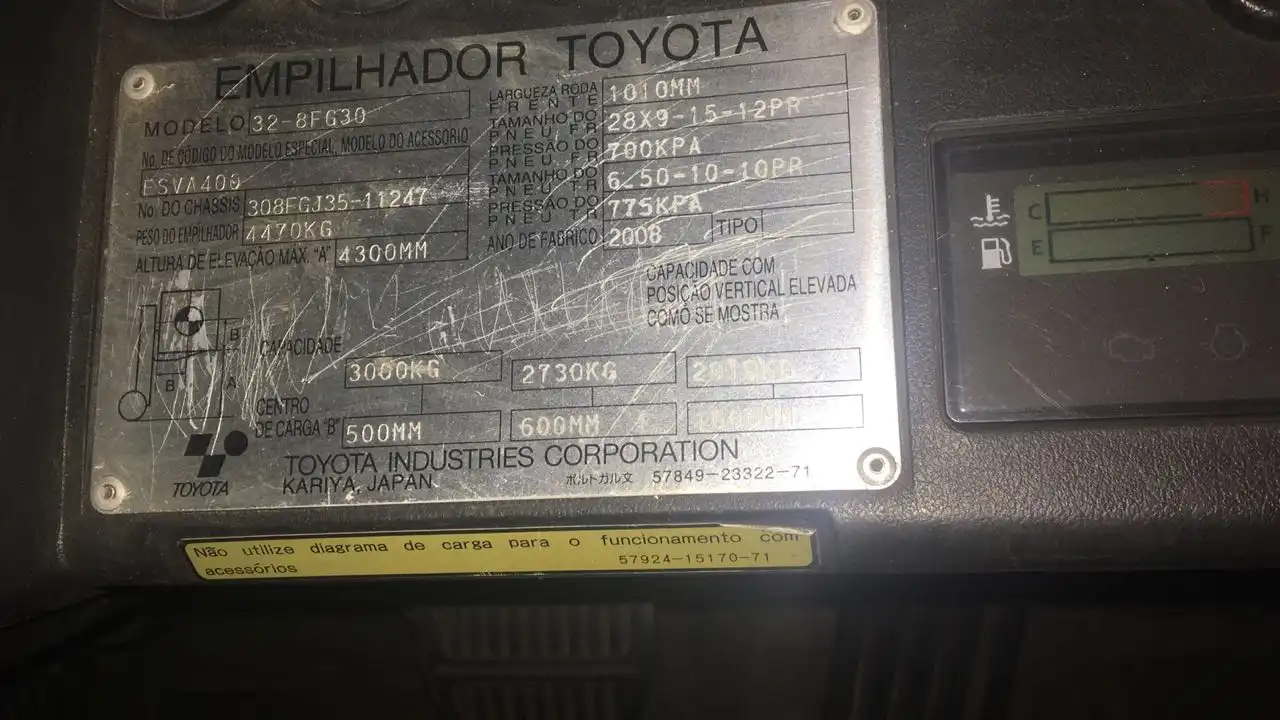 EMPILHADOR TOYOTA
MODELO 32-8FG30
No. DE CÓDIGO DO MODELO ESPECIAL, MODELO DO ACESSÓRIO
FSVA400
No. DO CHASSIS 308FGJ35-11247
PESO DO EMPILHADOR 4470KG
ALTURA DE ELEVAÇÃO MÁX. "A" 4300MM
LARGUEZA RODA FRENTE 1010MM
TAMANHO DO PNEU FR 28X9-15-12PR
PRESSÃO DO PNEU FR 700KPA
TAMANHO DO PNEU TR 6.50-10-10PR
PRESSÃO DO PNEU TR 775KPA
ANO DE FABRICO 2008 TIPO
CAPACIDADE COM
POSIÇÃO VERTICAL ELEVADA
COMO SE MOSTRA
B
B A
CAPACIDADE 3000KG 2730KG
CENTRO
DE CARGA "B" 500MM 600MM
TOYOTA
TOYOTA INDUSTRIES CORPORATION
KARIYA, JAPAN
ポルトガル文 57849-23322-71
Não utilize diagrama de carga para o funcionamento com
acessórios 57924-15170-71
C H
E F